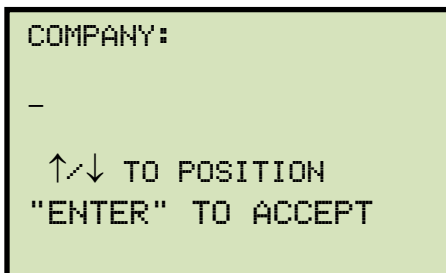 COMPANY:
_
↑/↓ TO POSITION
"ENTER" TO ACCEPT